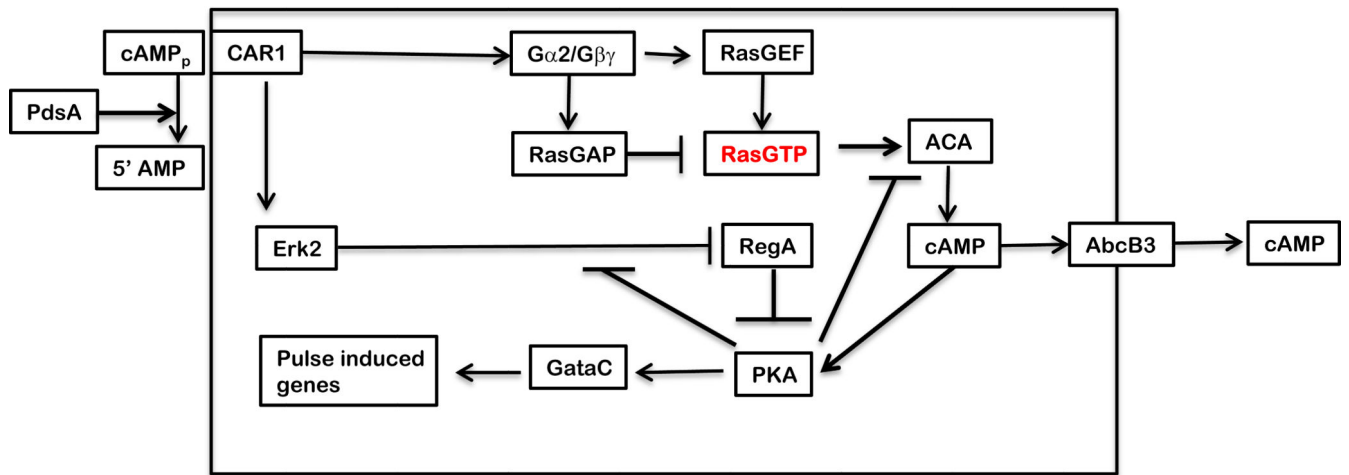 cAMPp
CAR1
Gα2/Gβγ
RasGEF
PdsA
5' AMP
RasGAP
RasGTP
ACA
Erk2
RegA
cAMP
AbcB3
cAMP
Pulse induced
genes
GataC
PKA